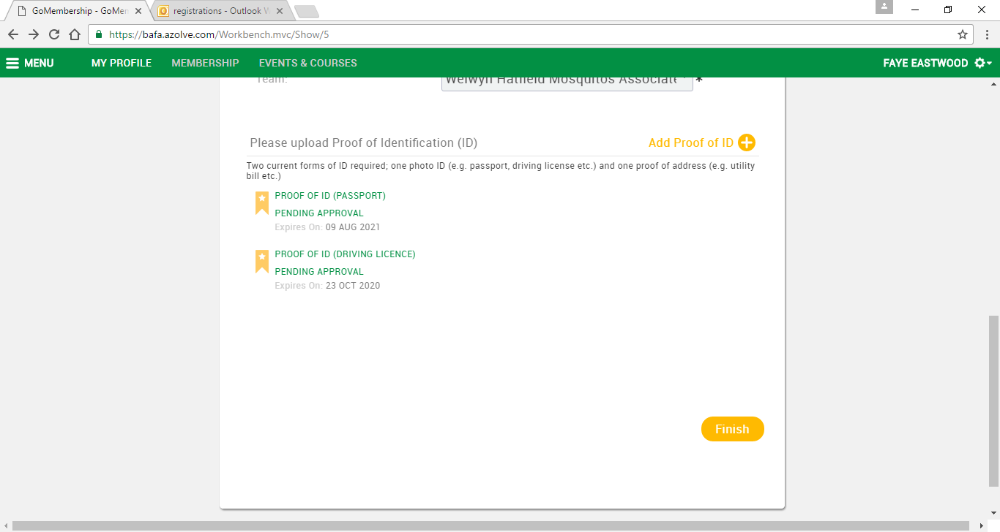 GoMembership - GoMen
registrations - Outlook W
https://bafa.azolve.com/Workbench.mvc/Show/5
MENU MY PROFILE MEMBERSHIP EVENTS & COURSES FAYE EASTWOOD
Team: Welwyn Hatfield Mosquitos Associate *
Please upload Proof of Identification (ID) Add Proof of ID
Two current forms of ID required; one photo ID (e.g. passport, driving license etc.) and one proof of address (e.g. utility
bill etc.)
PROOF OF ID (PASSPORT)
PENDING APPROVAL
Expires On: 09 AUG 2021
PROOF OF ID (DRIVING LICENCE)
PENDING APPROVAL
Expires On: 23 OCT 2020
Finish